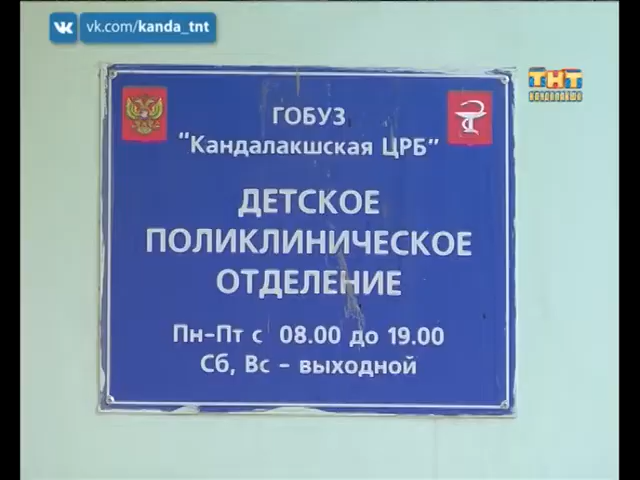 vk.com/kanda_tnt
ТНТ
КАНДАЛАКША
ГОБУЗ
"Кандалакшская ЦРБ"
ДЕТСКОЕ
ПОЛИКЛИНИЧЕСКОЕ
ОТДЕЛЕНИЕ
Пн-Пт с 08.00 до 19.00
Сб, Вс - выходной